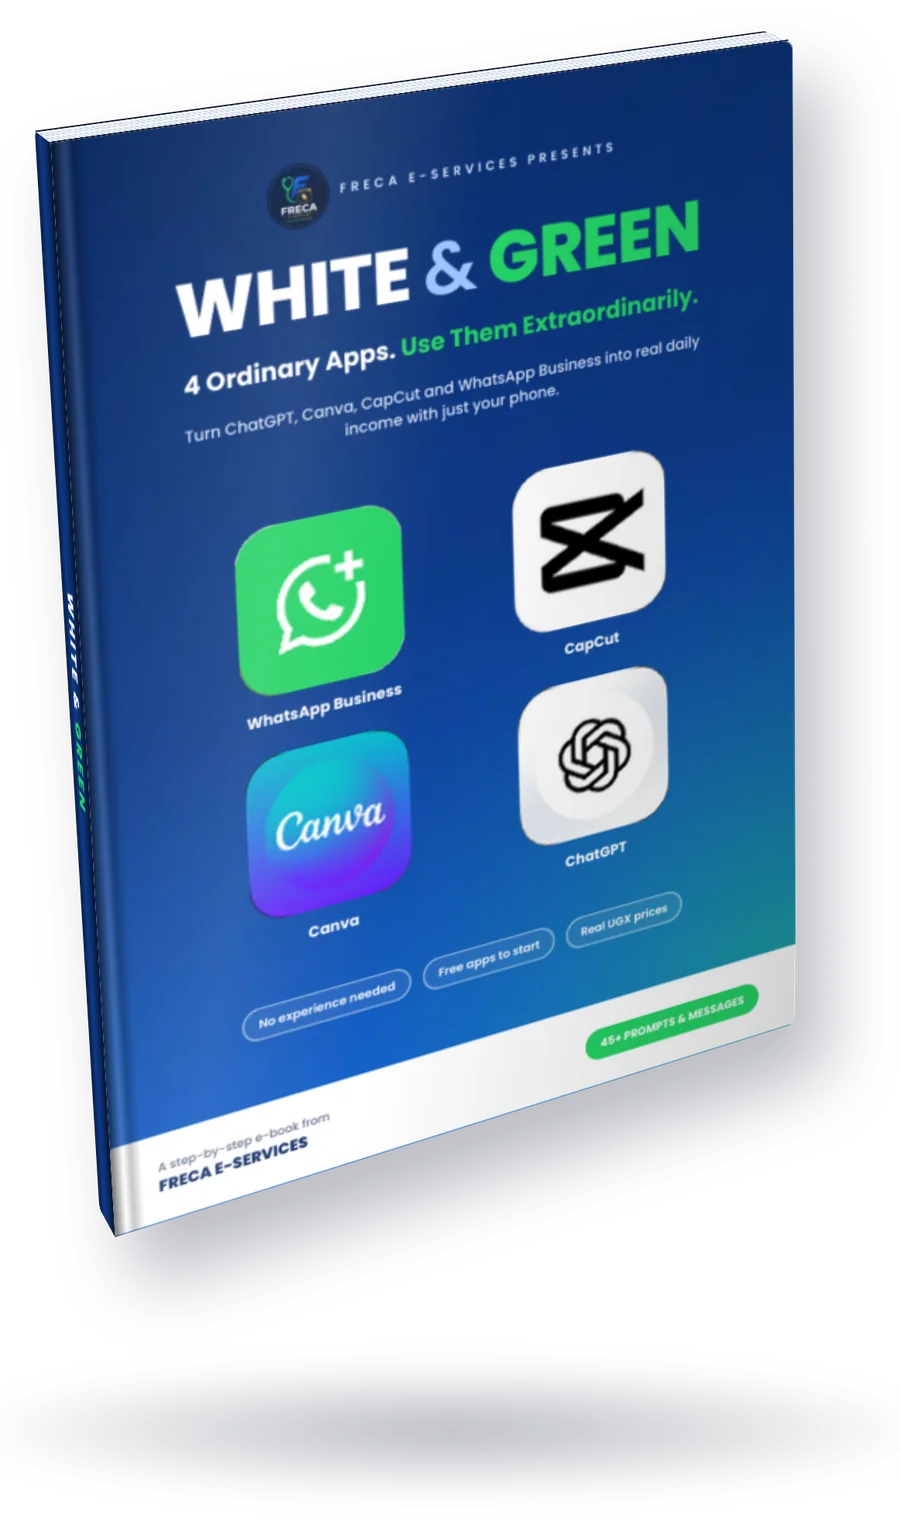 FRECA
FRECA E-SERVICES PRESENTS
WHITE & GREEN
4 Ordinary Apps. Use Them Extraordinarily.
Turn ChatGPT, Canva, CapCut and WhatsApp Business into real daily
income with just your phone.
WhatsApp Business
CapCut
Canva
Canva
ChatGPT
No experience needed
Free apps to start
Real UGX prices
45+ PROMPTS & MESSAGES
A step-by-step e-book from
FRECA E-SERVICES
WHITE & GREEN